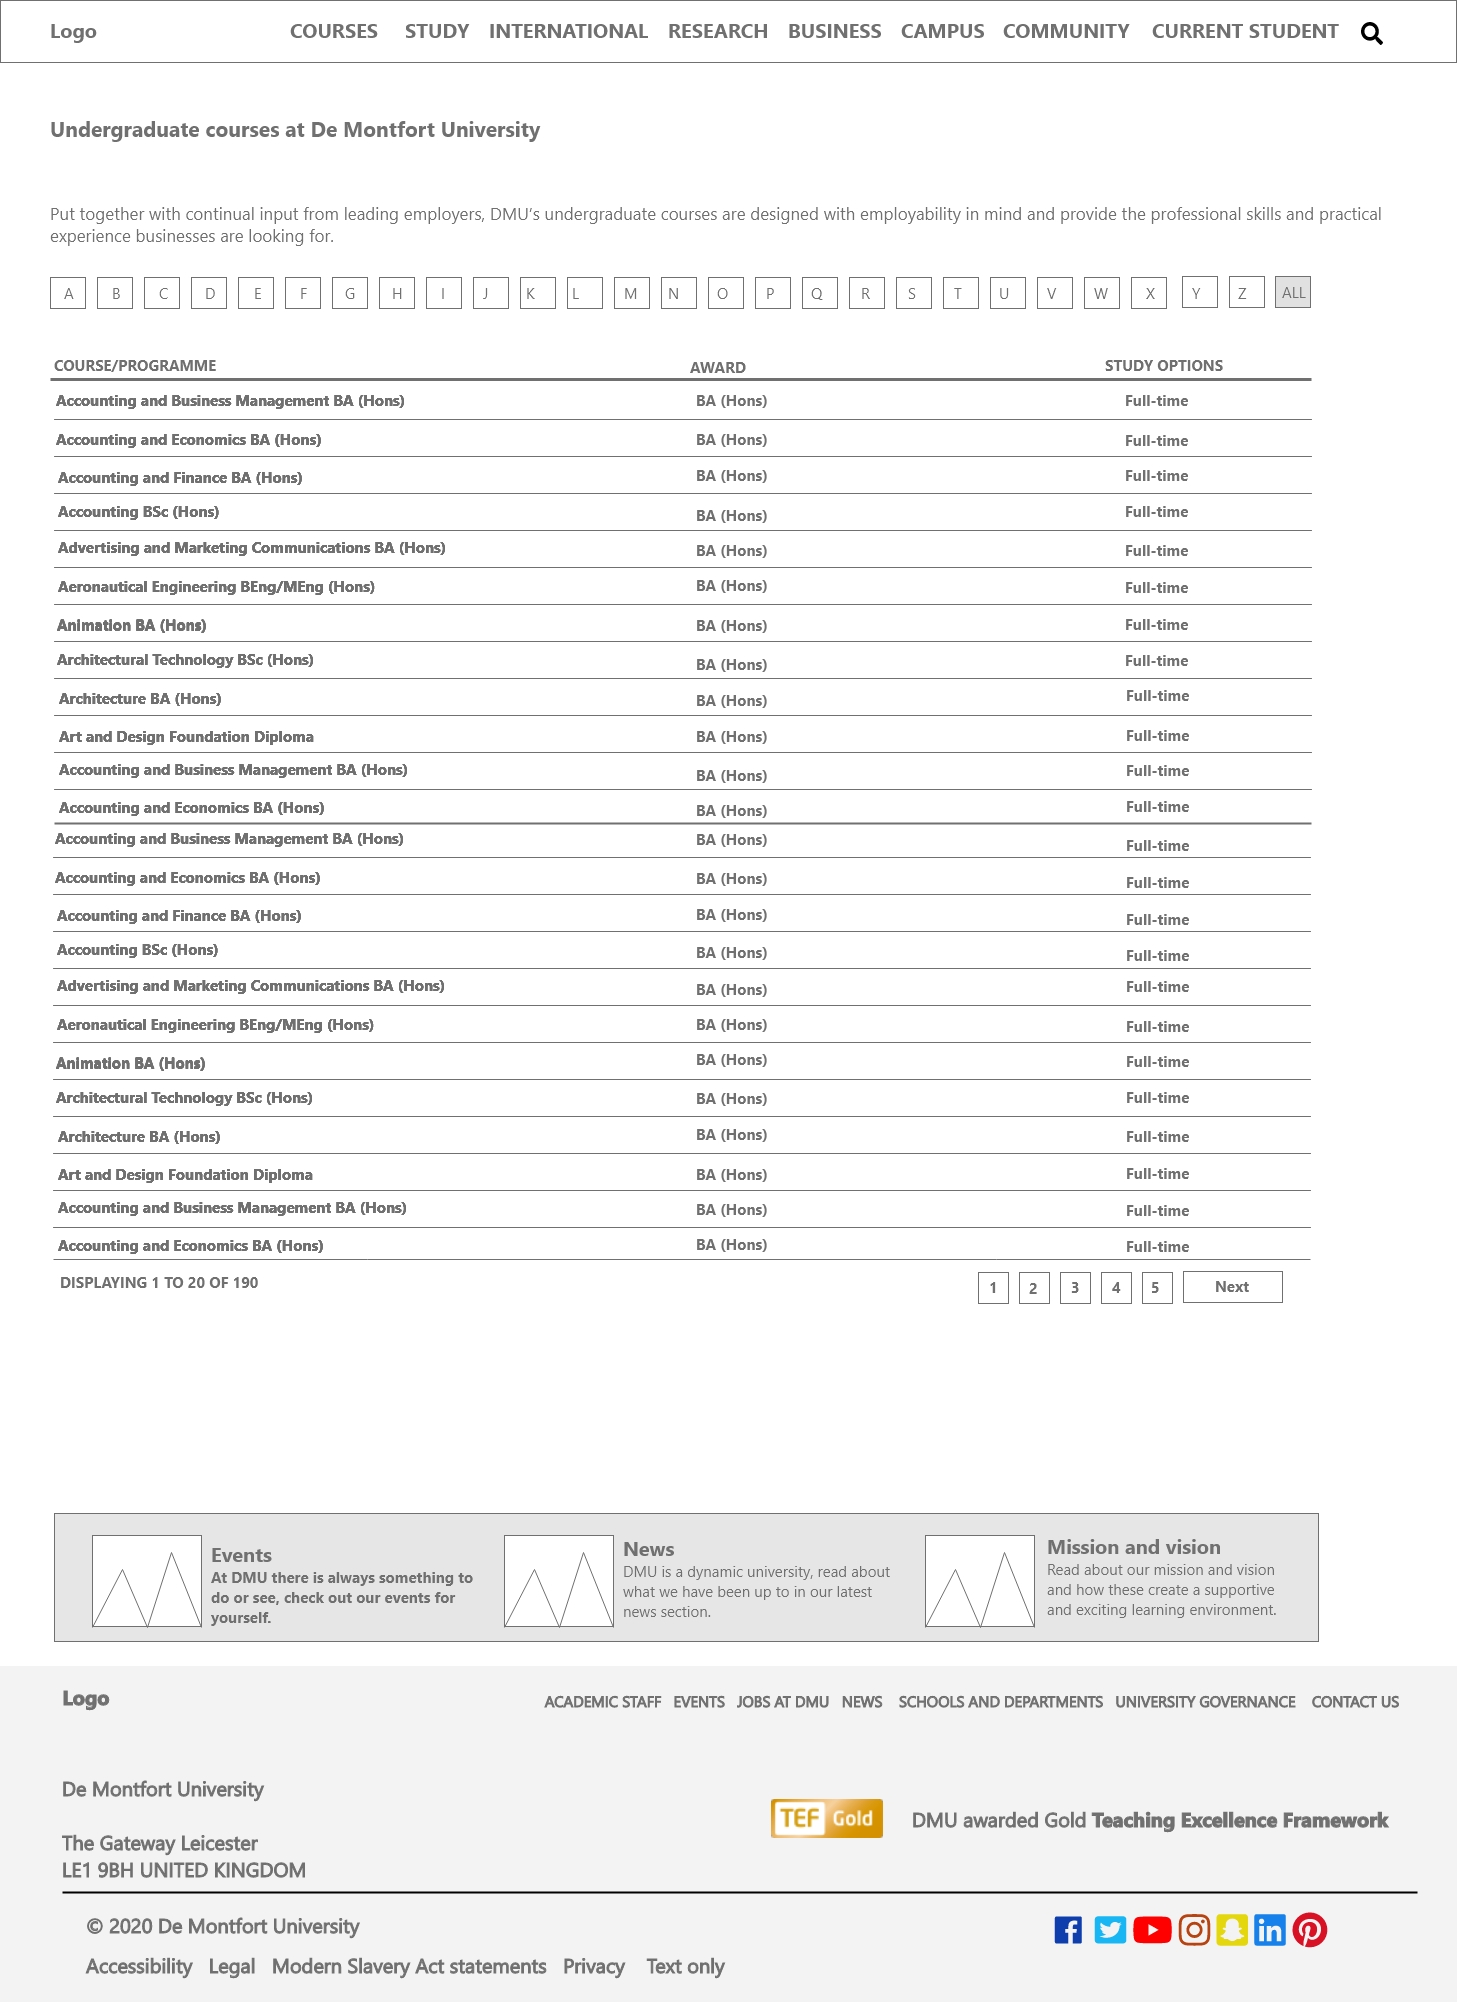 Logo COURSES STUDY INTERNATIONAL RESEARCH BUSINESS CAMPUS COMMUNITY CURRENT STUDENT
Undergraduate courses at De Montfort University
Put together with continual input from leading employers, DMU’s undergraduate courses are designed with employability in mind and provide the professional skills and practical
experience businesses are looking for.
A B C D E F G H I J K L M N O P Q R S T U V W X Y Z ALL
COURSE/PROGRAMME AWARD STUDY OPTIONS
Accounting and Business Management BA (Hons) BA (Hons) Full-time
Accounting and Economics BA (Hons) BA (Hons) Full-time
Accounting and Finance BA (Hons) BA (Hons) Full-time
Accounting BSc (Hons) BA (Hons) Full-time
Advertising and Marketing Communications BA (Hons) BA (Hons) Full-time
Aeronautical Engineering BEng/MEng (Hons) BA (Hons) Full-time
Animation BA (Hons) BA (Hons) Full-time
Architectural Technology BSc (Hons) BA (Hons) Full-time
Architecture BA (Hons) BA (Hons) Full-time
Art and Design Foundation Diploma BA (Hons) Full-time
Accounting and Business Management BA (Hons) BA (Hons) Full-time
Accounting and Economics BA (Hons) BA (Hons) Full-time
Accounting and Business Management BA (Hons) BA (Hons) Full-time
Accounting and Economics BA (Hons) BA (Hons) Full-time
Accounting and Finance BA (Hons) BA (Hons) Full-time
Accounting BSc (Hons) BA (Hons) Full-time
Advertising and Marketing Communications BA (Hons) BA (Hons) Full-time
Aeronautical Engineering BEng/MEng (Hons) BA (Hons) Full-time
Animation BA (Hons) BA (Hons) Full-time
Architectural Technology BSc (Hons) BA (Hons) Full-time
Architecture BA (Hons) BA (Hons) Full-time
Art and Design Foundation Diploma BA (Hons) Full-time
Accounting and Business Management BA (Hons) BA (Hons) Full-time
Accounting and Economics BA (Hons) BA (Hons) Full-time
DISPLAYING 1 TO 20 OF 190 1 2 3 4 5 Next
Events
At DMU there is always something to
do or see, check out our events for
yourself.
News
DMU is a dynamic university, read about
what we have been up to in our latest
news section.
Mission and vision
Read about our mission and vision
and how these create a supportive
and exciting learning environment.
Logo ACADEMIC STAFF EVENTS JOBS AT DMU NEWS SCHOOLS AND DEPARTMENTS UNIVERSITY GOVERNANCE CONTACT US
De Montfort University
TEF Gold DMU awarded Gold Teaching Excellence Framework
The Gateway Leicester
LE1 9BH UNITED KINGDOM
© 2020 De Montfort University
Accessibility Legal Modern Slavery Act statements Privacy Text only